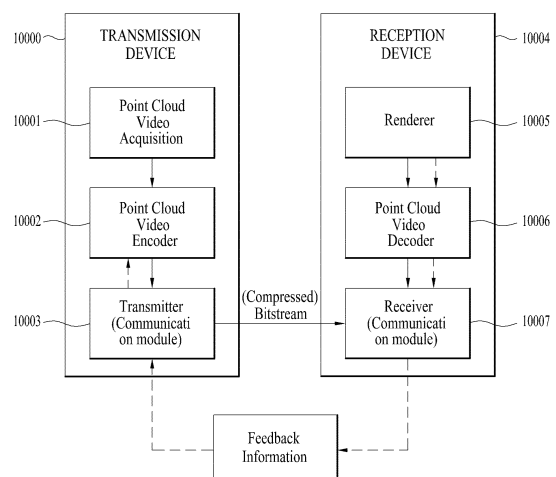 10000
TRANSMISSION
DEVICE
10001
Point Cloud
Video
Acquisition
10002
Point Cloud
Video
Encoder
10003
Transmitter
(Communicati
on module)
(Compressed)
Bitstream
RECEPTION
DEVICE
10004
Renderer
10005
Point Cloud
Video
Decoder
10006
Receiver
(Communicati
on module)
10007
Feedback
Information